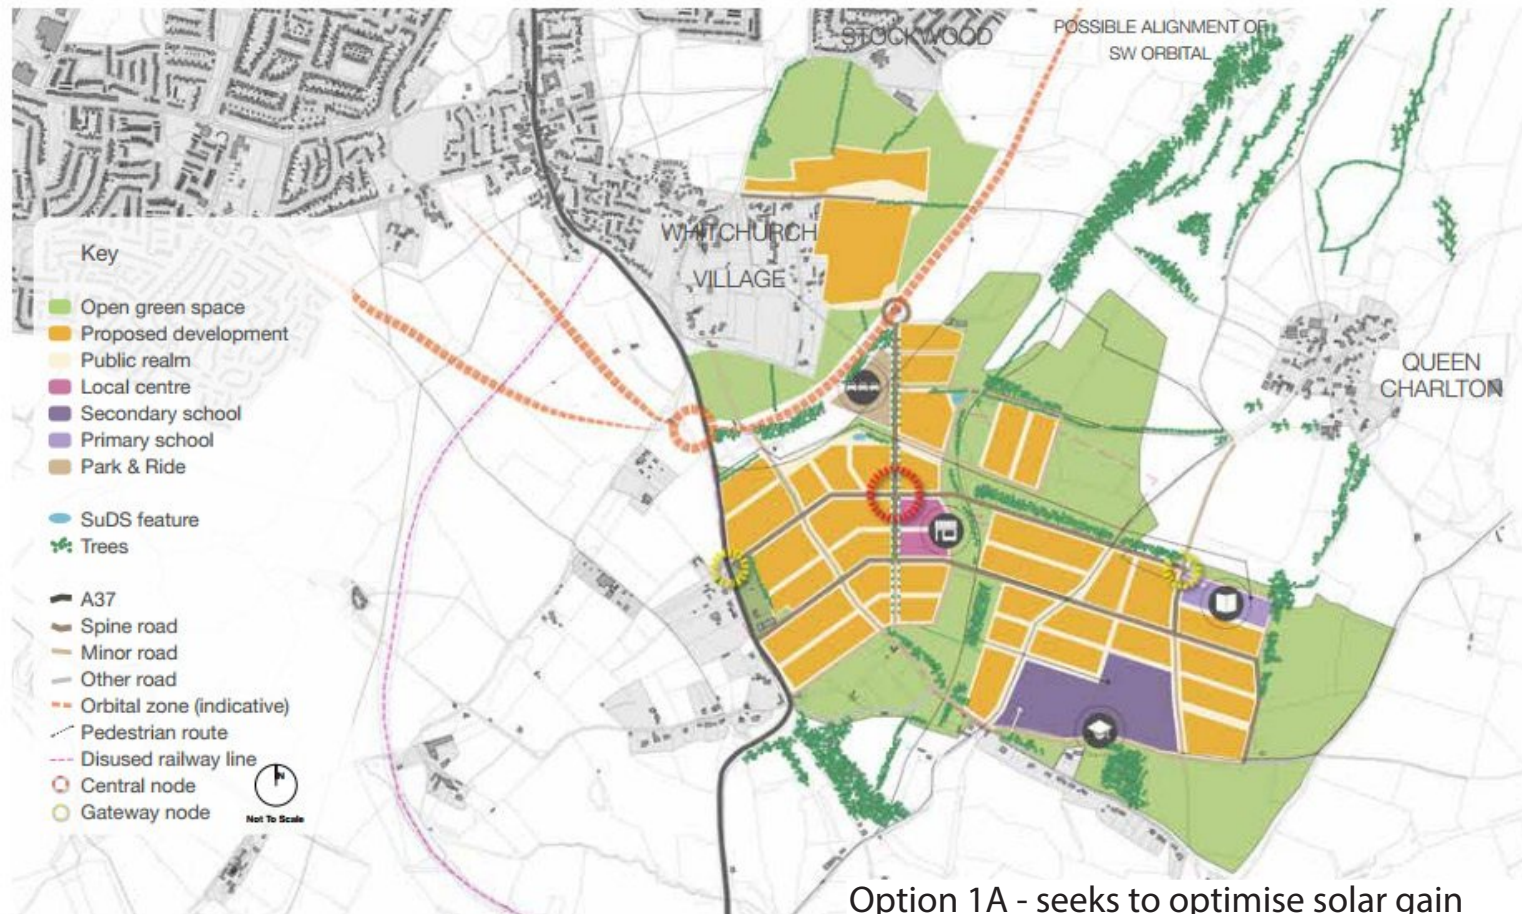 STOCKWOOD
POSSIBLE ALIGNMENT OF
SW ORBITAL
WHITCHURCH
VILLAGE
QUEEN
CHARLTON
Key
Open green space
Proposed development
Public realm
Local centre
Secondary school
Primary school
Park & Ride
SuDS feature
Trees
A37
Spine road
Minor road
Other road
Orbital zone (indicative)
Pedestrian route
Disused railway line
Central node
Gateway node
N
Not To Scale
Option 1A - seeks to optimise solar gain